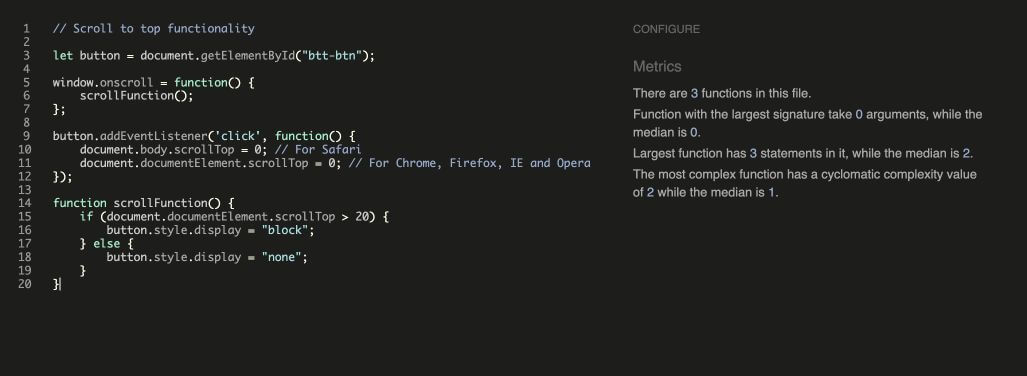 1 // Scroll to top functionality
2
3 let button = document.getElementById("btt-btn");
4
5 window.onscroll = function() {
6     scrollFunction();
7 };
8
9 button.addEventListener('click', function() {
10     document.body.scrollTop = 0; // For Safari
11     document.documentElement.scrollTop = 0; // For Chrome, Firefox, IE and Opera
12 });
13
14 function scrollFunction() {
15     if (document.documentElement.scrollTop > 20) {
16         button.style.display = "block";
17     } else {
18         button.style.display = "none";
19     }
20 }
CONFIGURE
Metrics
There are 3 functions in this file.
Function with the largest signature take 0 arguments, while the
median is 0.
Largest function has 3 statements in it, while the median is 2.
The most complex function has a cyclomatic complexity value
of 2 while the median is 1.